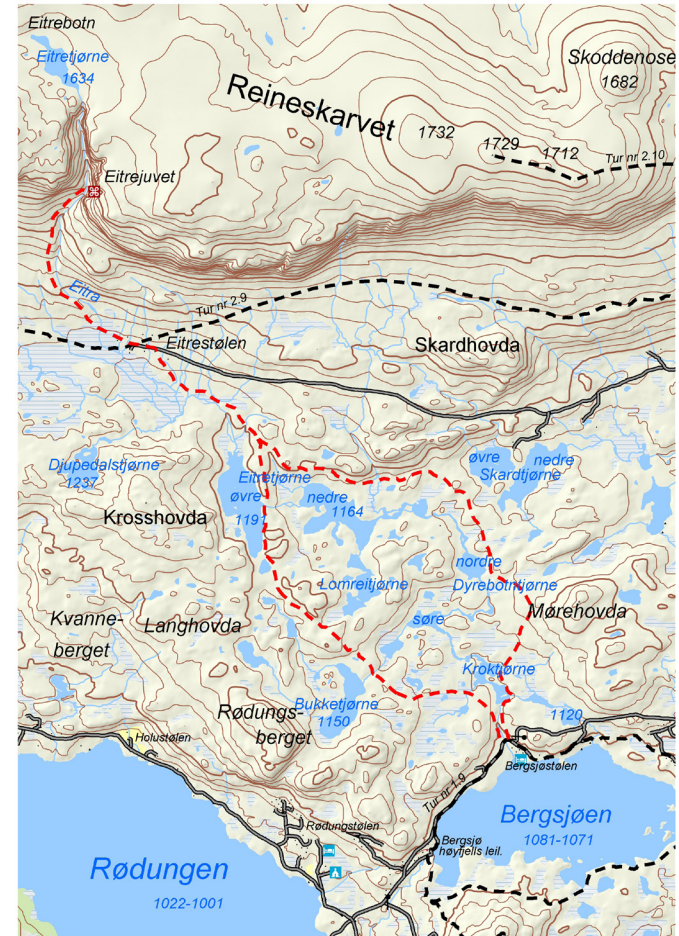 Eitrebotn
Eitretjørne
1634
Skoddenose
1682
Reineskarvet
1732
1729
1712
Tur nr 2.10
Eitrejuvet
Eitra
Tur nr 2.9
Eitrestølen
Skardhovda
Djupedalstjørne
1237
Eitretjørne
øvre
1191
nedre
1164
øvre
nedre
Skardtjørne
Krosshovda
nordre
Lomreitjørne
Dyrebotntjørne
Mørehovda
Kvanne-
berget
Langhovda
søre
Kroktjørne
Bukketjørne
1150
1120
Rødungs-
berget
Holustølen
Bergsjøstølen
Tur nr 1.9
Bergsjøen
1081-1071
Rødungstølen
Bergsjø
høyfjells leil.
Rødungen
1022-1001